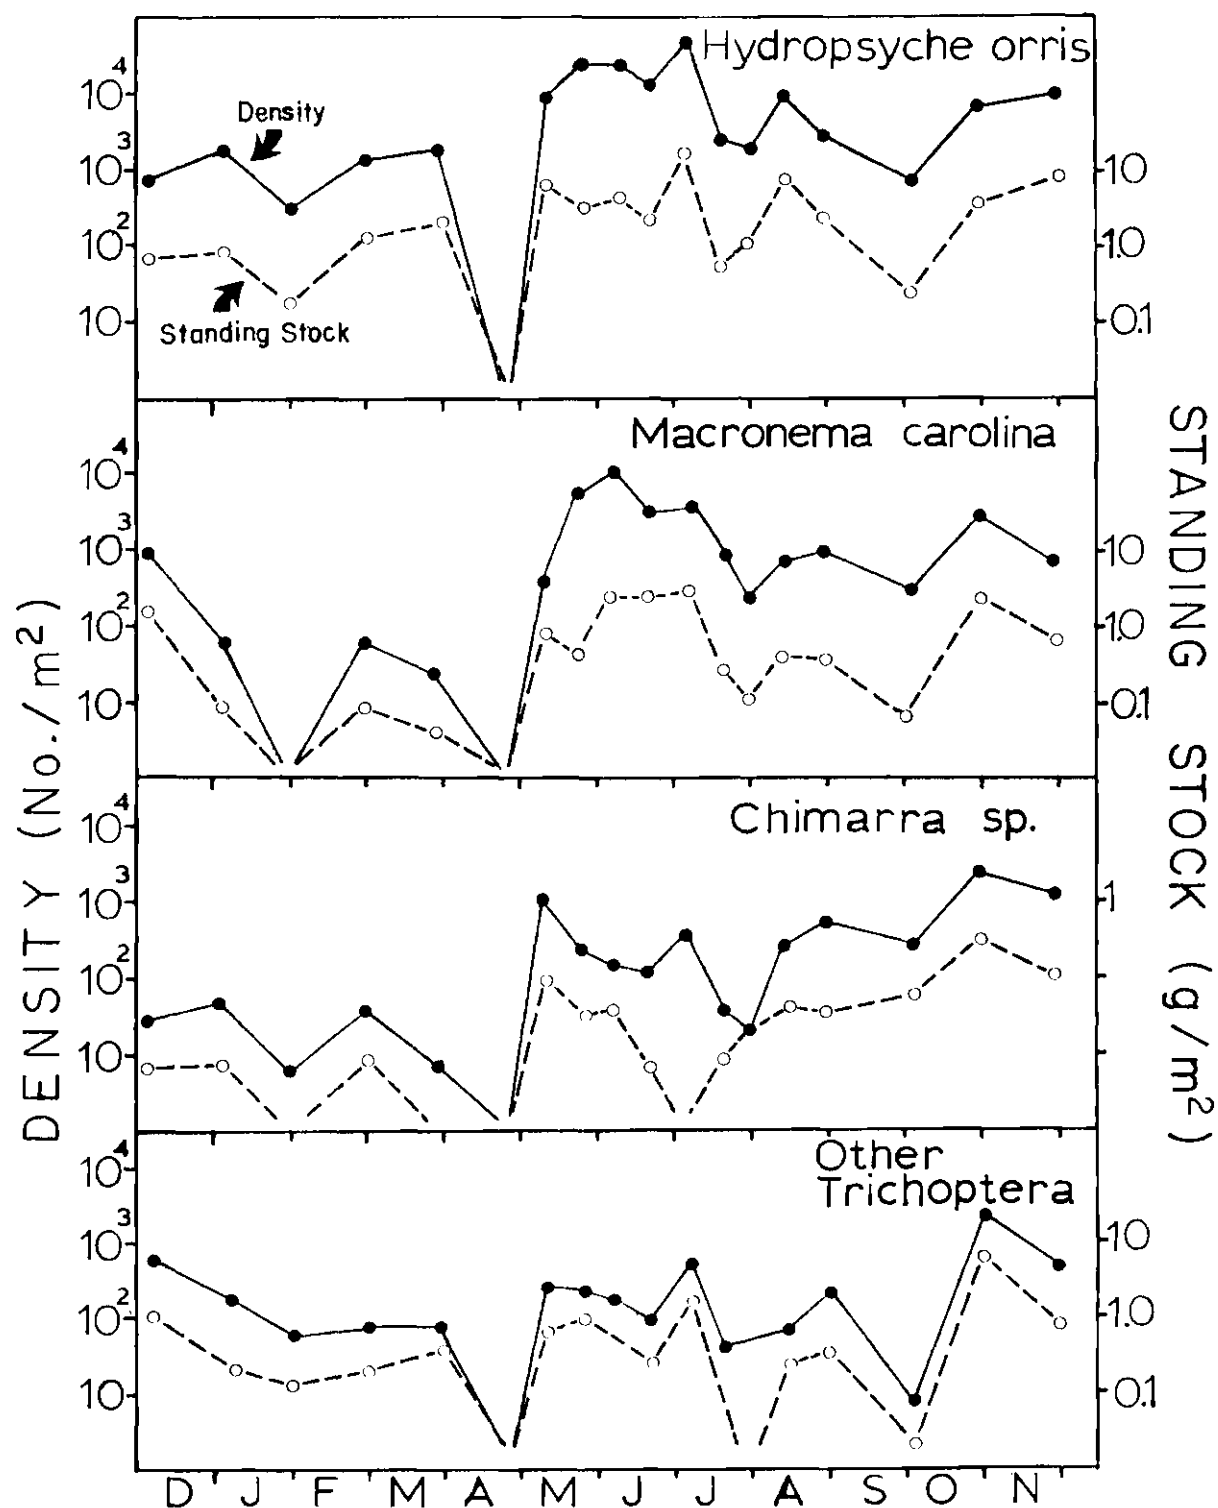 Hydropsyche orris
Density
Standing Stock
10⁴
10³
10²
10
10
1.0
0.1
Macronema carolina
10⁴
10³
10²
10
10
1.0
0.1
Chimarra sp.
10⁴
10³
10²
10
1
Other
Trichoptera
10⁴
10³
10²
10
10
1.0
0.1
DENSITY (No./m²)
STANDING STOCK (g/m²)
D J F M A M J J A S O N